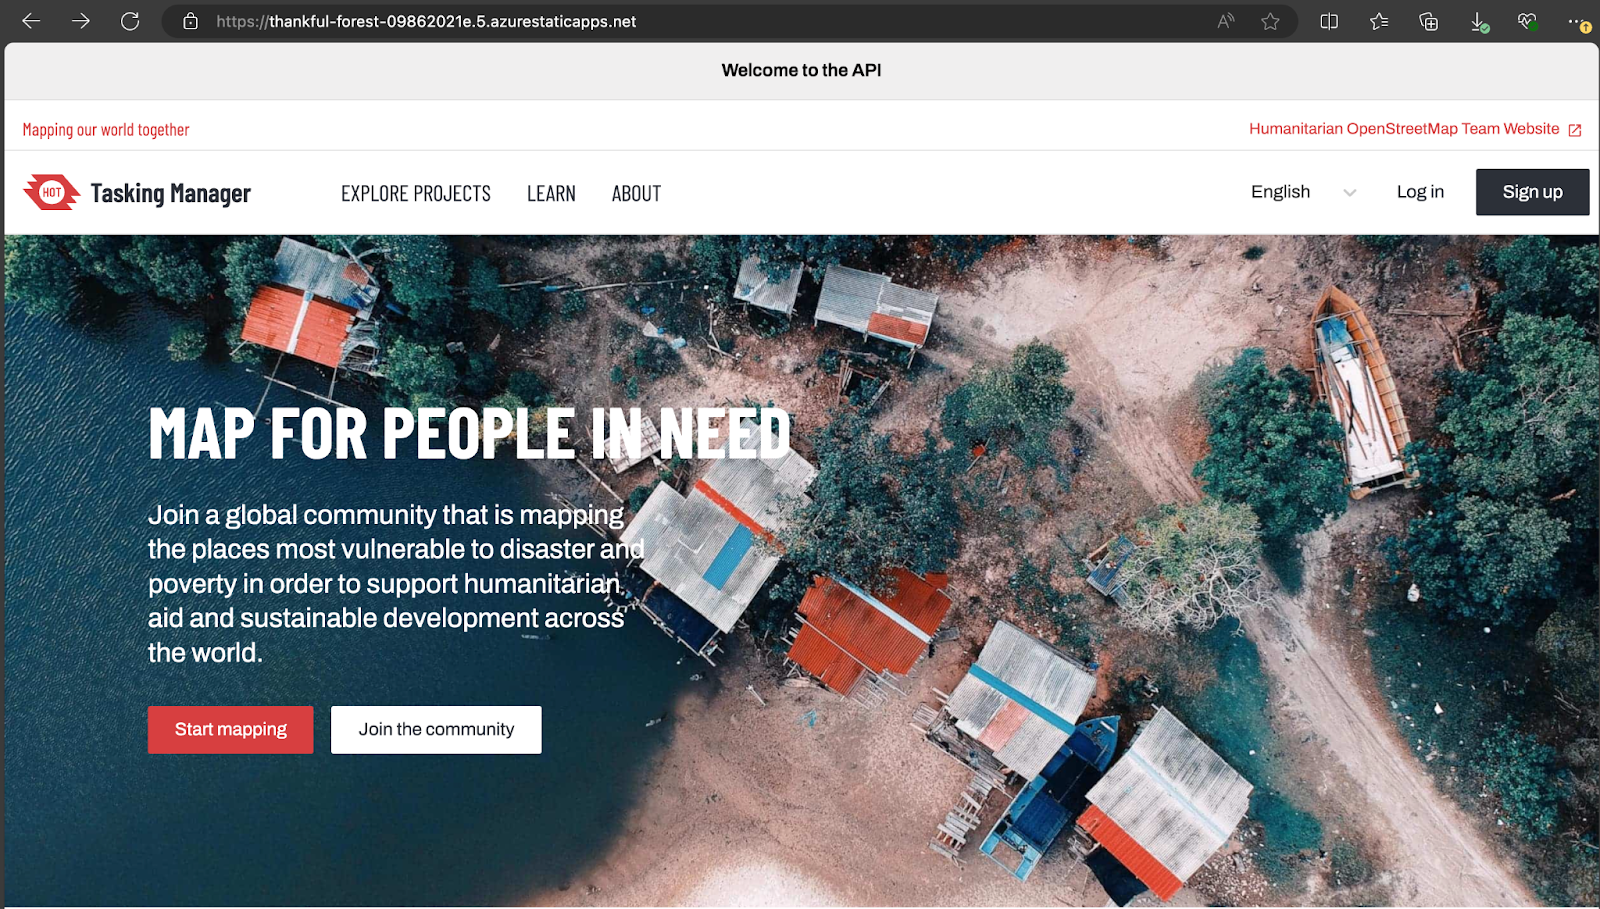 https://thankful-forest-09862021e.5.azurestaticapps.net
Welcome to the API
Mapping our world together
Humanitarian OpenStreetMap Team Website
HOT
Tasking Manager
EXPLORE PROJECTS
LEARN
ABOUT
English
Log in
Sign up
MAP FOR PEOPLE IN NEED
Join a global community that is mapping
the places most vulnerable to disaster and
poverty in order to support humanitarian
aid and sustainable development across
the world.
Start mapping
Join the community